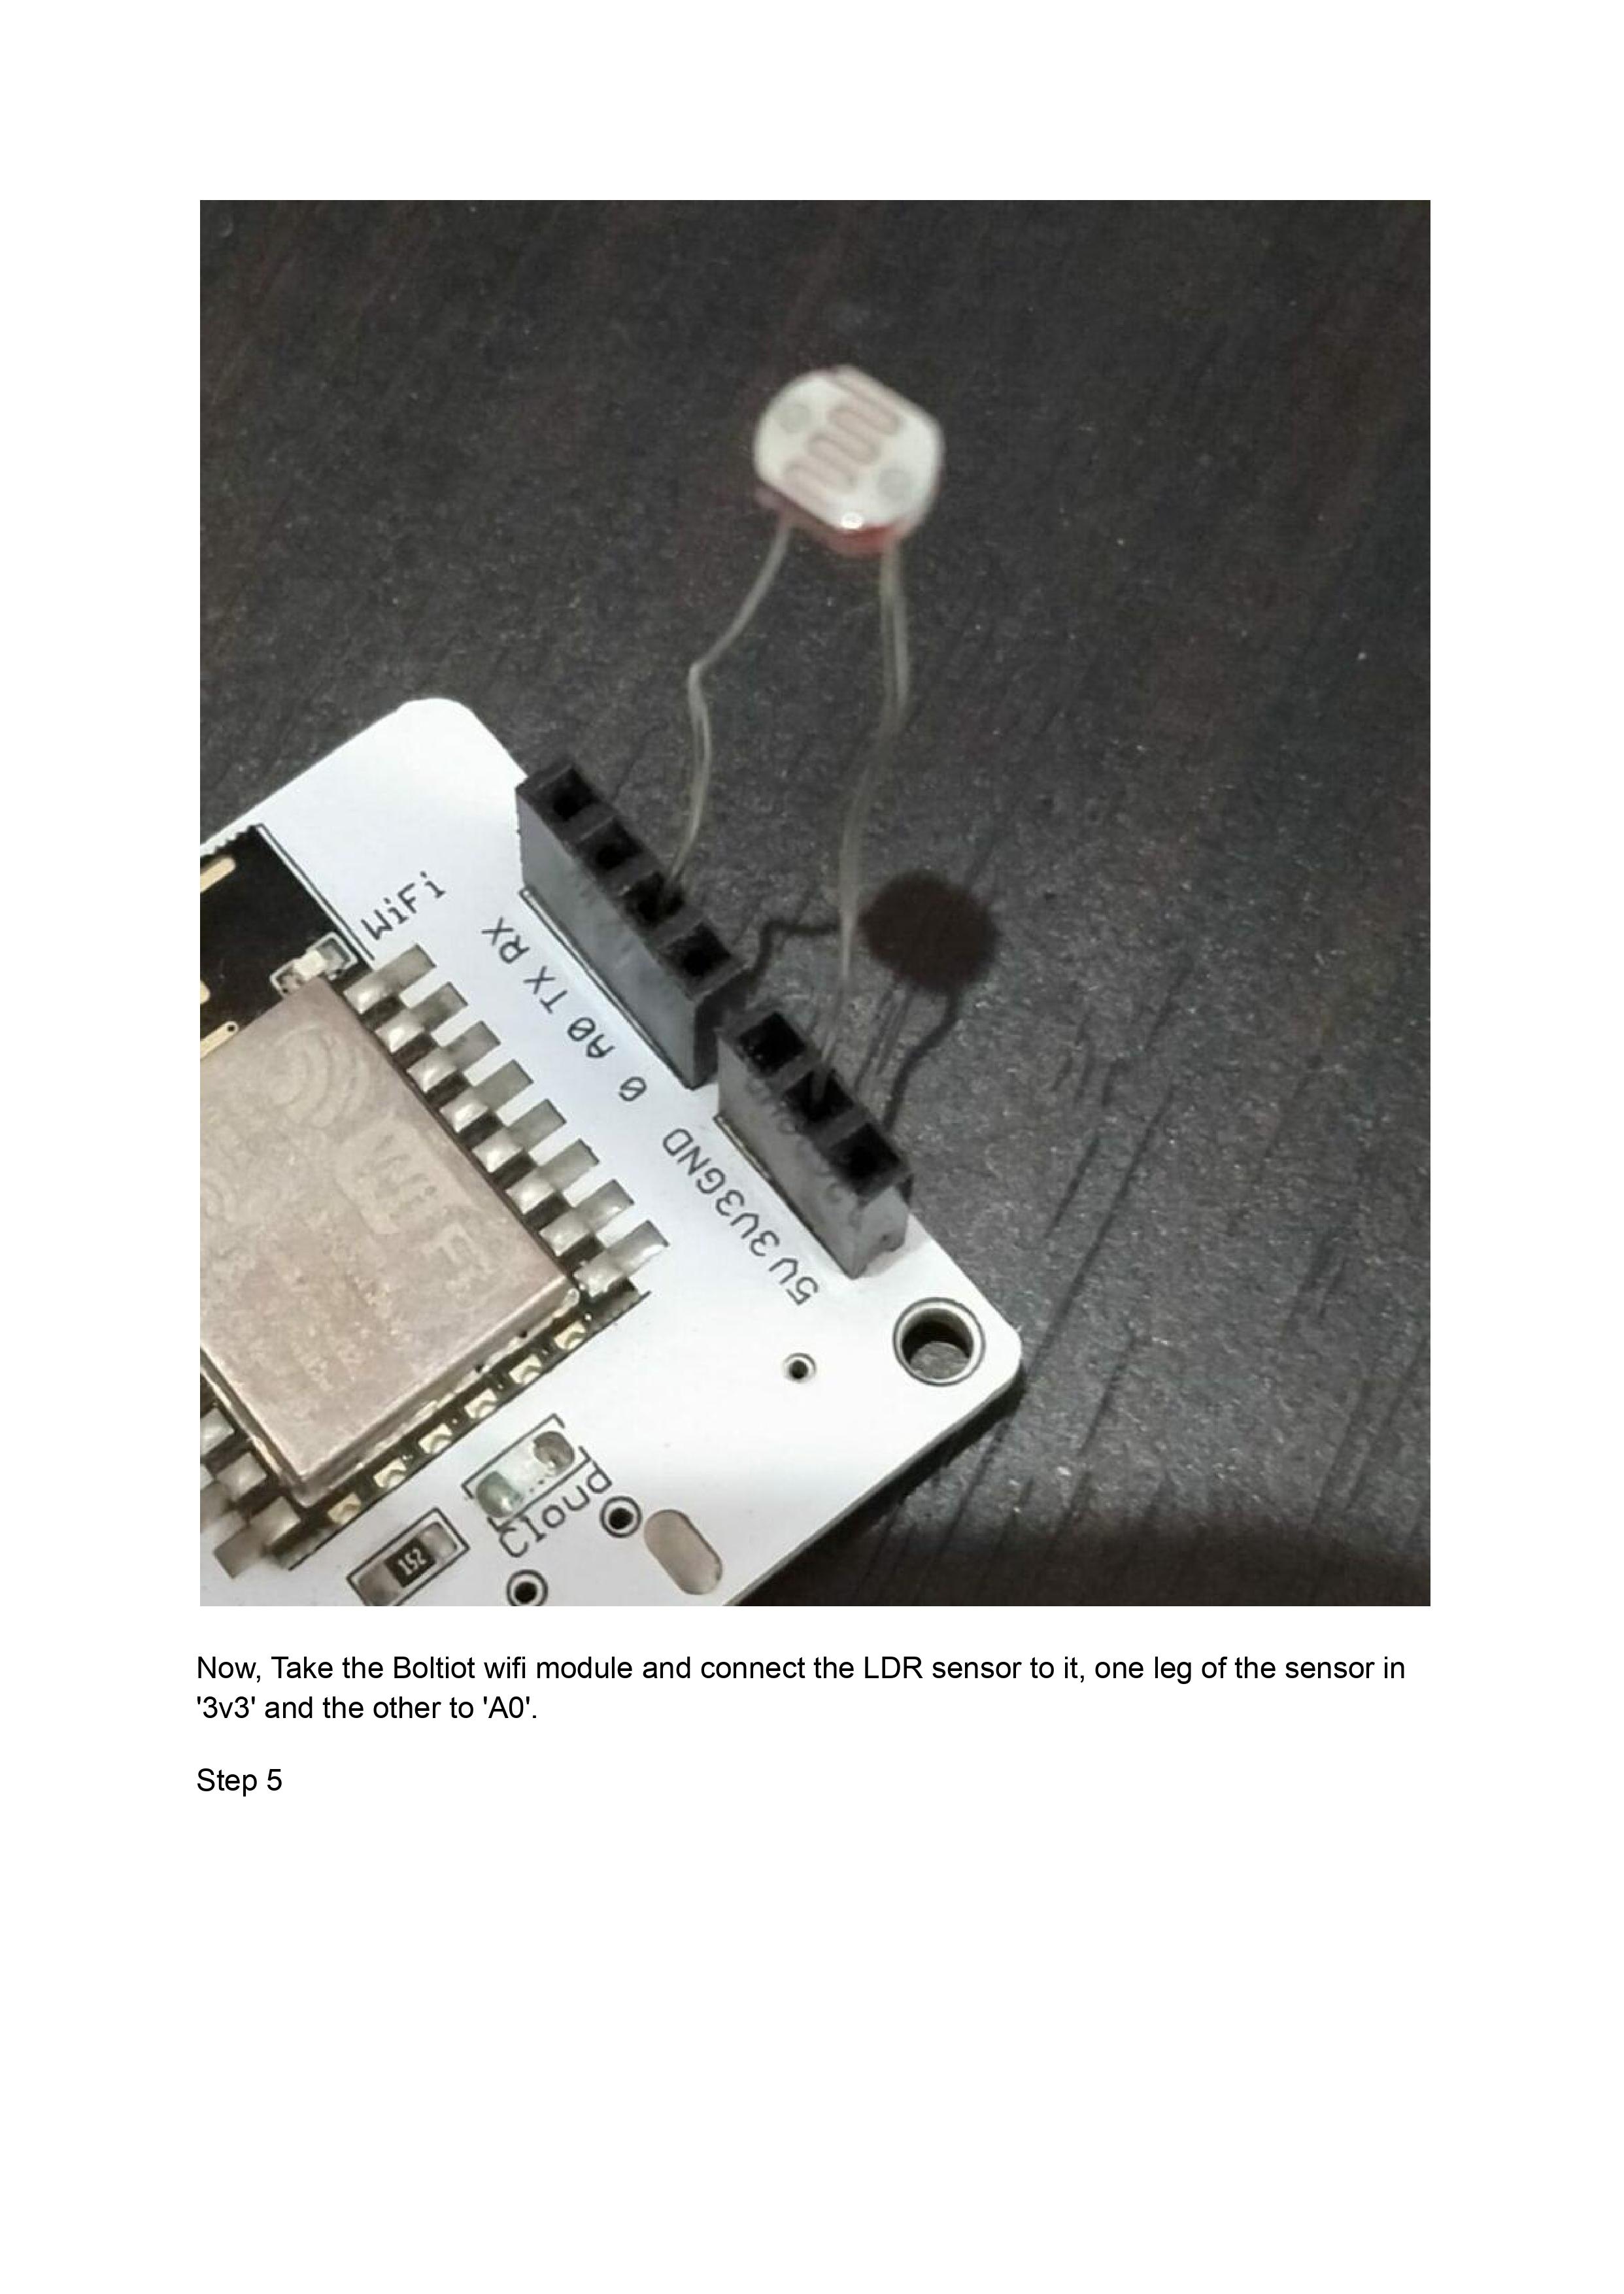 WiFi
RX
TX
A0
0
GND
3V3
5V
WiFi
Cloud
152
Now, Take the Boltiot wifi module and connect the LDR sensor to it, one leg of the sensor in
'3v3' and the other to 'A0'.
Step 5